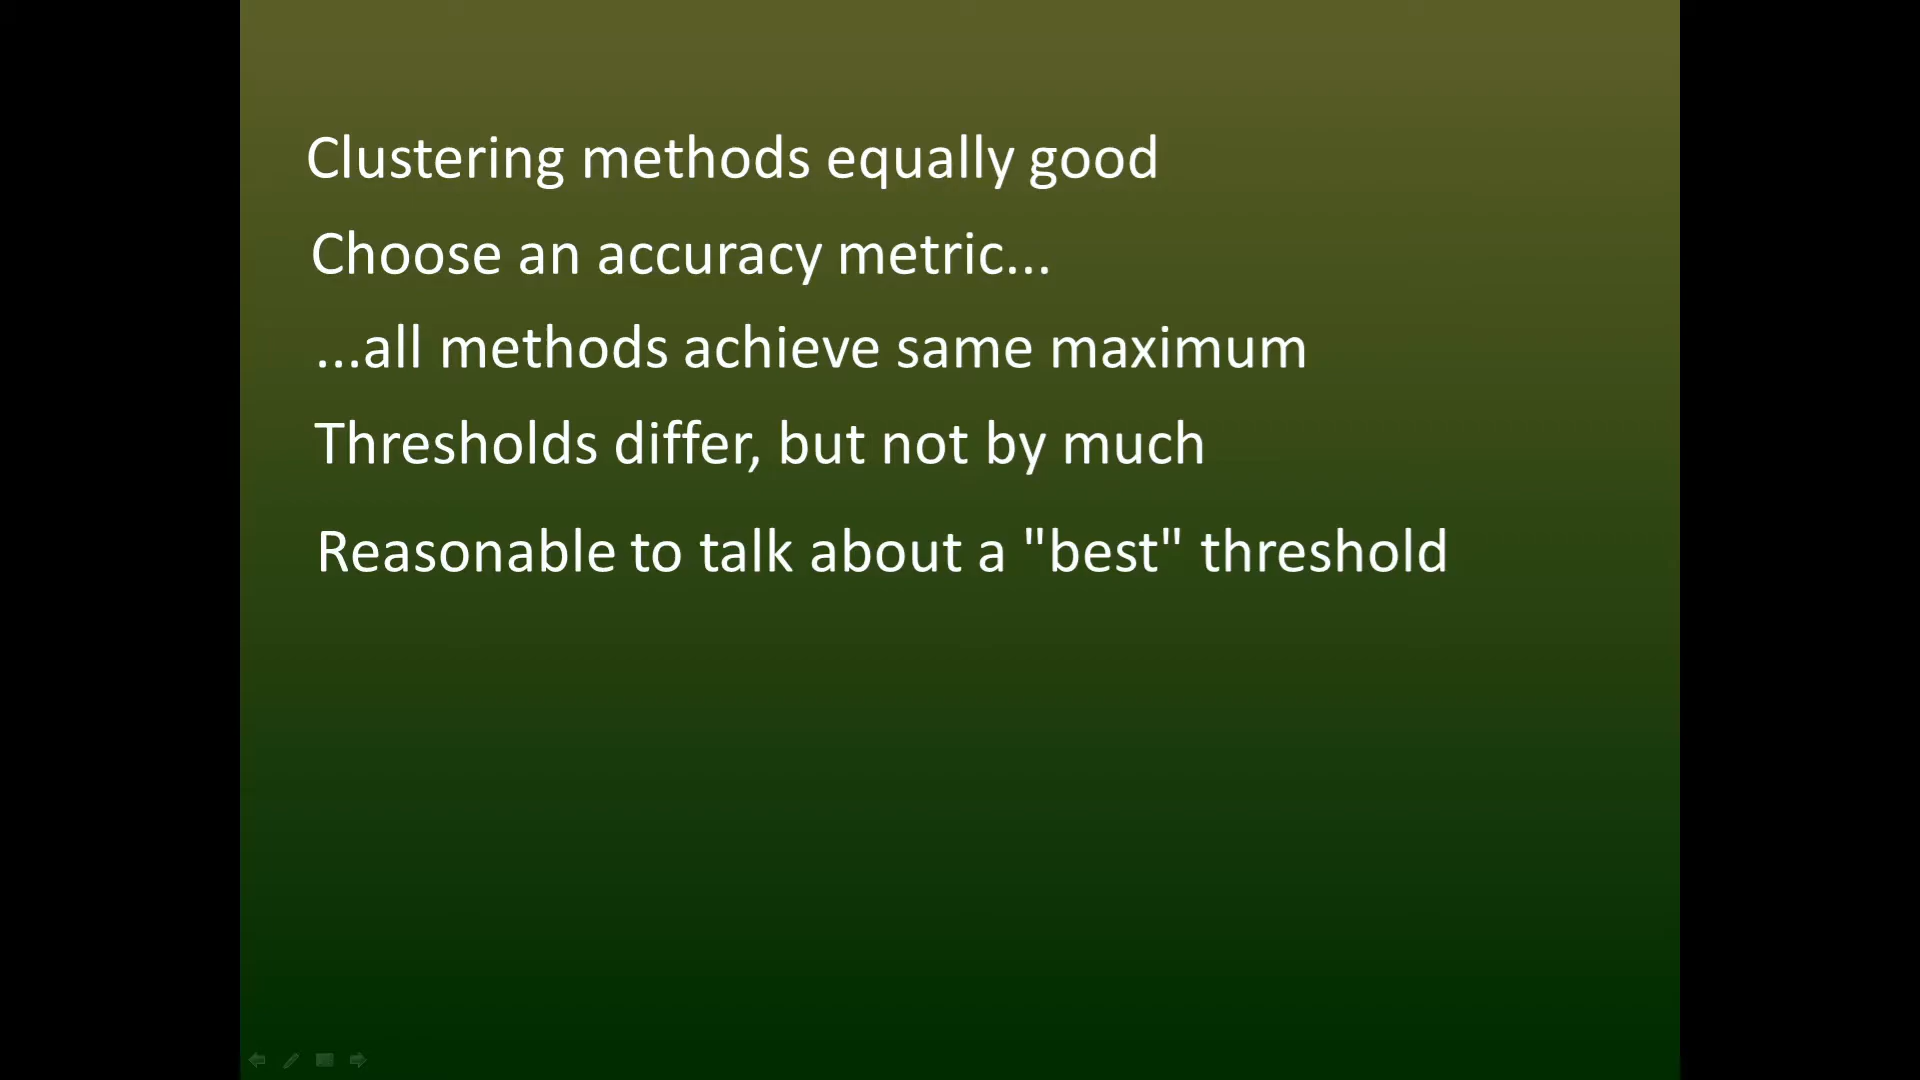 Clustering methods equally good
Choose an accuracy metric...
...all methods achieve same maximum
Thresholds differ, but not by much
Reasonable to talk about a "best" threshold